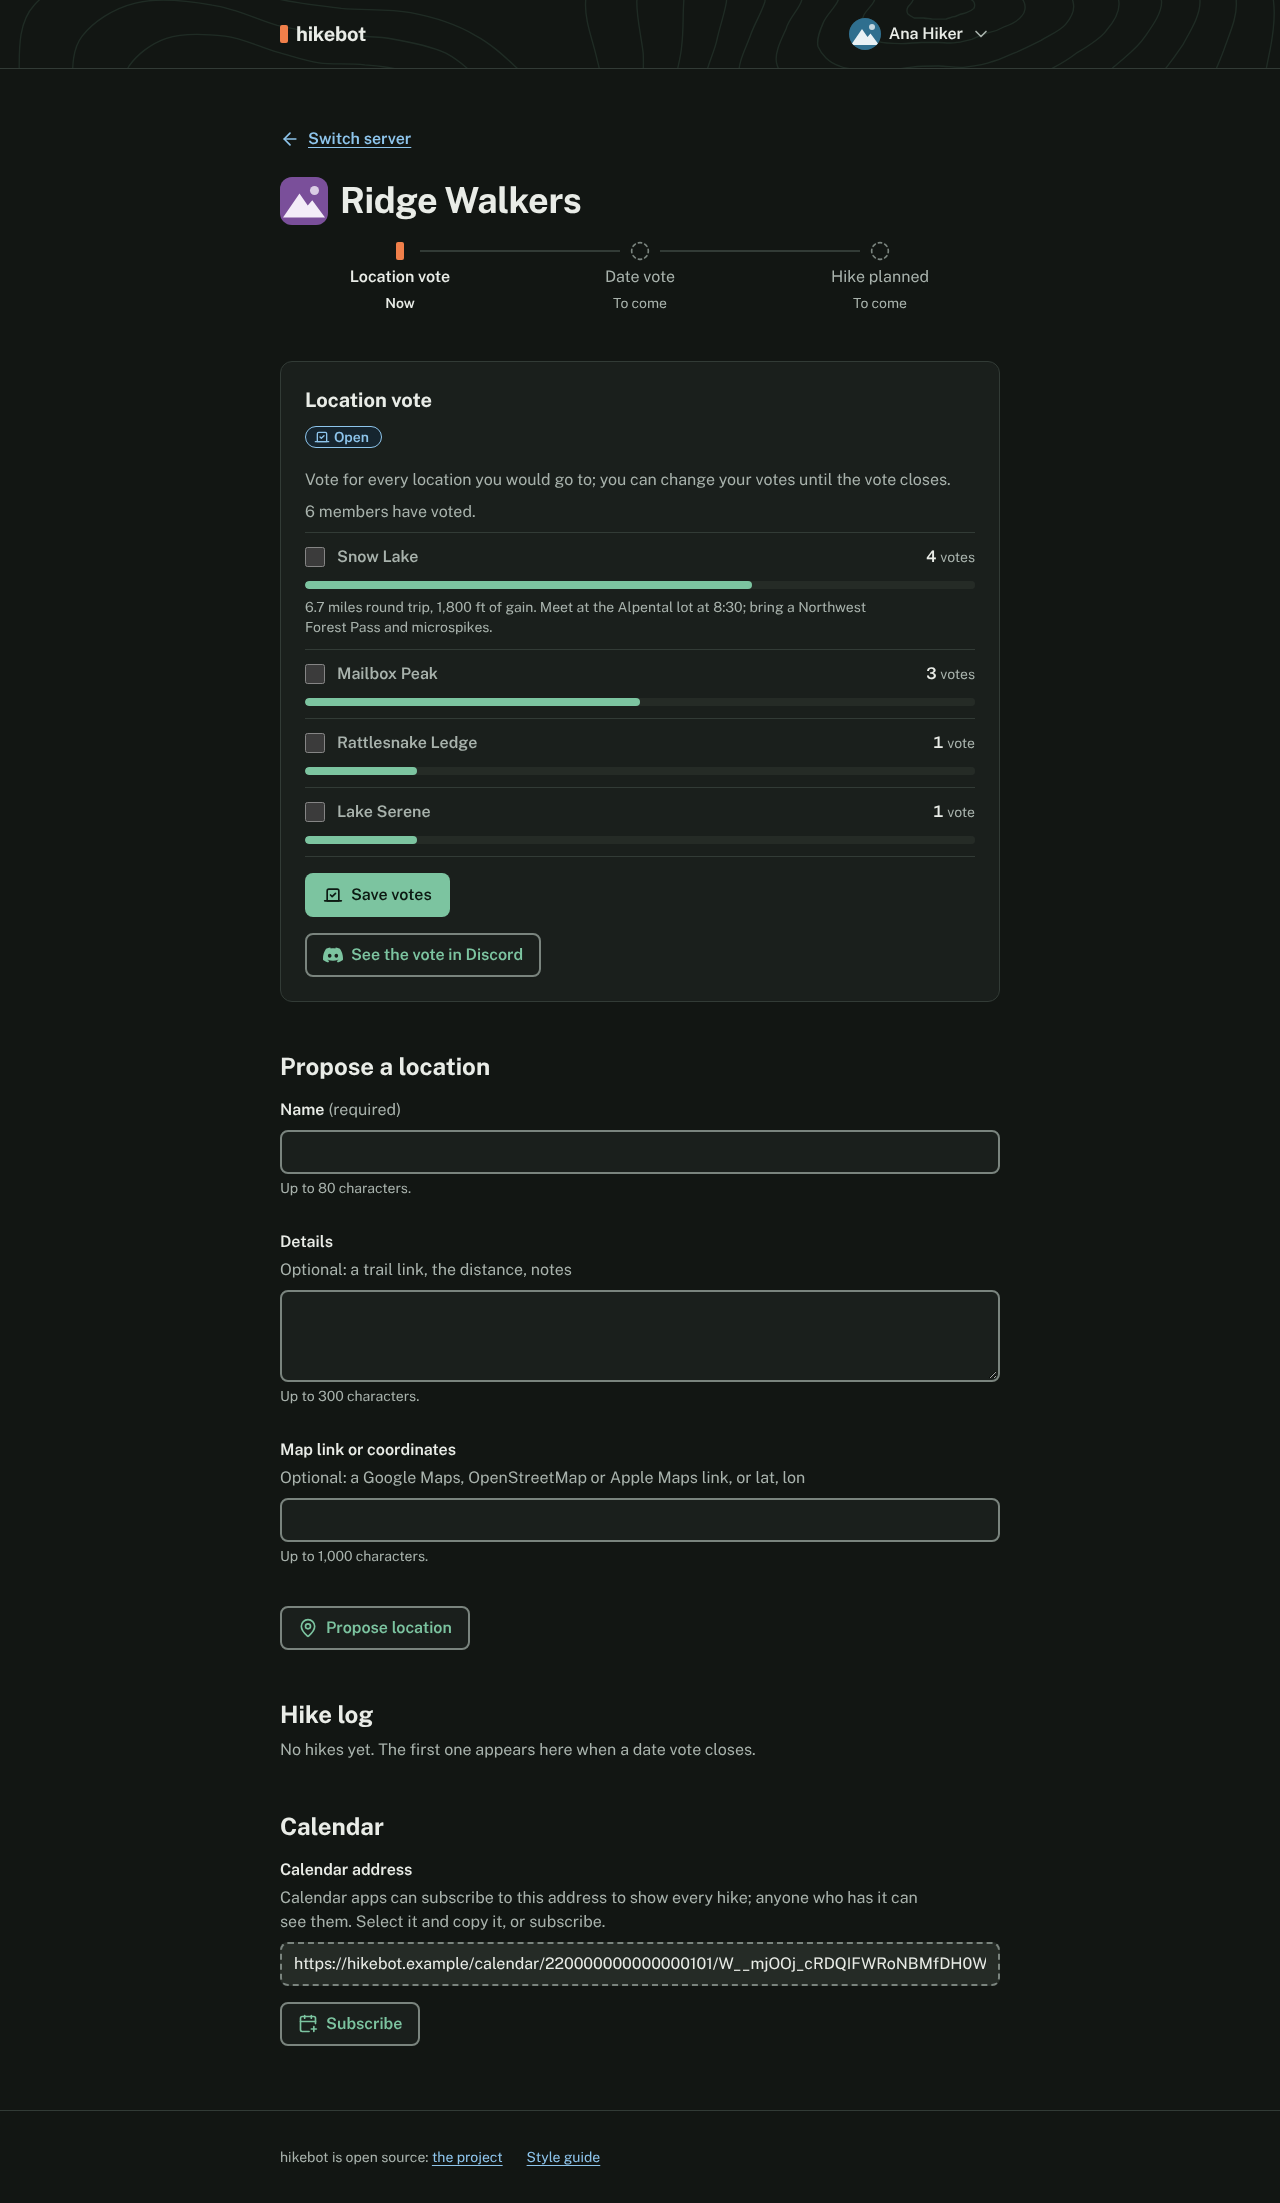 hikebot
Ana Hiker
Switch server
Ridge Walkers
Location vote
Date vote
Hike planned
Now
To come
To come
Location vote
Open
Vote for every location you would go to; you can change your votes until the vote closes.
6 members have voted.
Snow Lake
4 votes
6.7 miles round trip, 1,800 ft of gain. Meet at the Alpental lot at 8:30; bring a Northwest
Forest Pass and microspikes.
Mailbox Peak
3 votes
Rattlesnake Ledge
1 vote
Lake Serene
1 vote
Save votes
See the vote in Discord
Propose a location
Name (required)
Up to 80 characters.
Details
Optional: a trail link, the distance, notes
Up to 300 characters.
Map link or coordinates
Optional: a Google Maps, OpenStreetMap or Apple Maps link, or lat, lon
Up to 1,000 characters.
Propose location
Hike log
No hikes yet. The first one appears here when a date vote closes.
Calendar
Calendar address
Calendar apps can subscribe to this address to show every hike; anyone who has it can
see them. Select it and copy it, or subscribe.
https://hikebot.example/calendar/220000000000000101/W__mjOOj_cRDQIFWRoNBMfDH0W
Subscribe
hikebot is open source: the project
Style guide